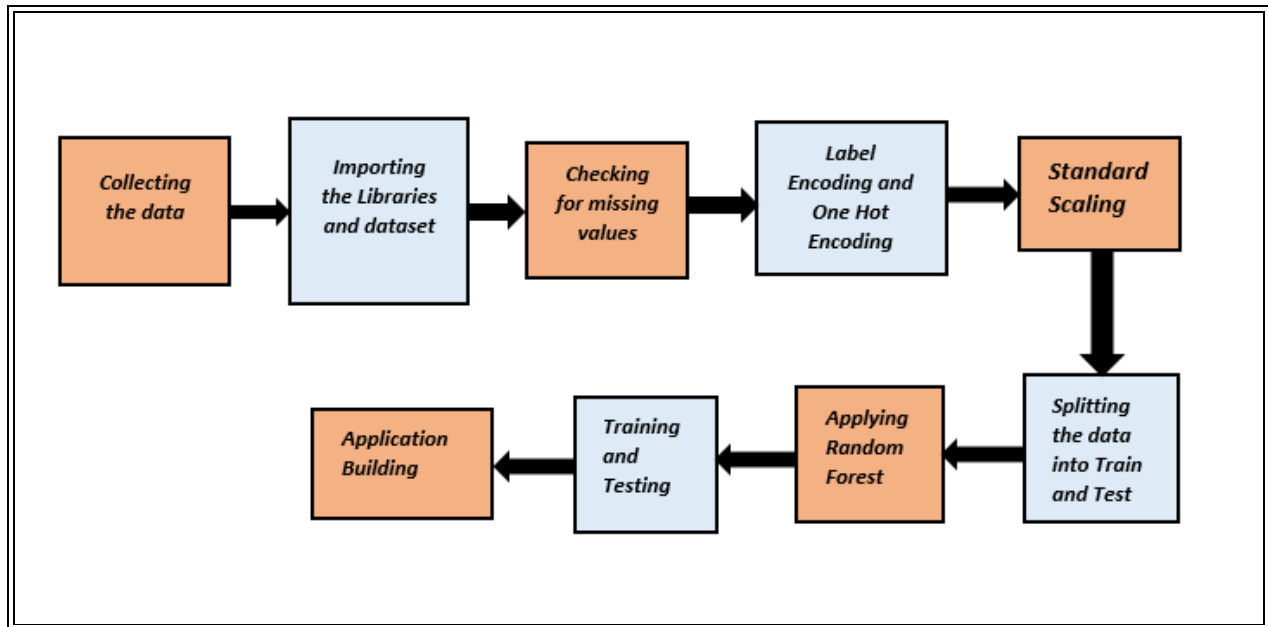 Collecting
the data
Importing
the Libraries
and dataset
Checking
for missing
values
Label
Encoding and
One Hot
Encoding
Standard
Scaling
Splitting
the data
into Train
and Test
Applying
Random
Forest
Training
and
Testing
Application
Building